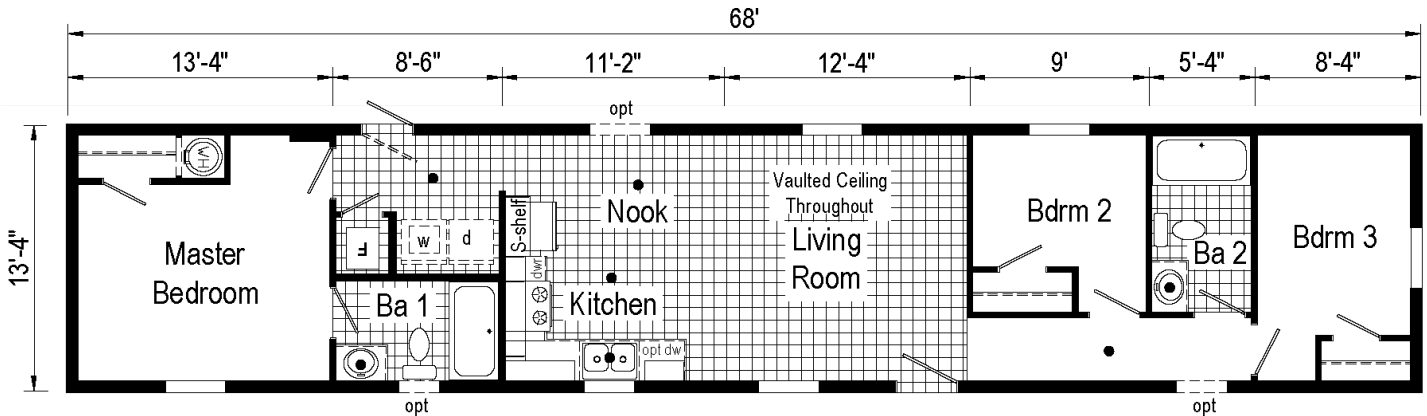 68'
13'-4"
8'-6"
11'-2"
12'-4"
9'
5'-4"
8'-4"
opt
13'-4"
WH
Master
Bedroom
F
w
d
S-shelf
Nook
Vaulted Ceiling
Throughout
Living
Room
Bdrm 2
Ba 2
Bdrm 3
Ba 1
dwr
Kitchen
opt dw
opt
opt